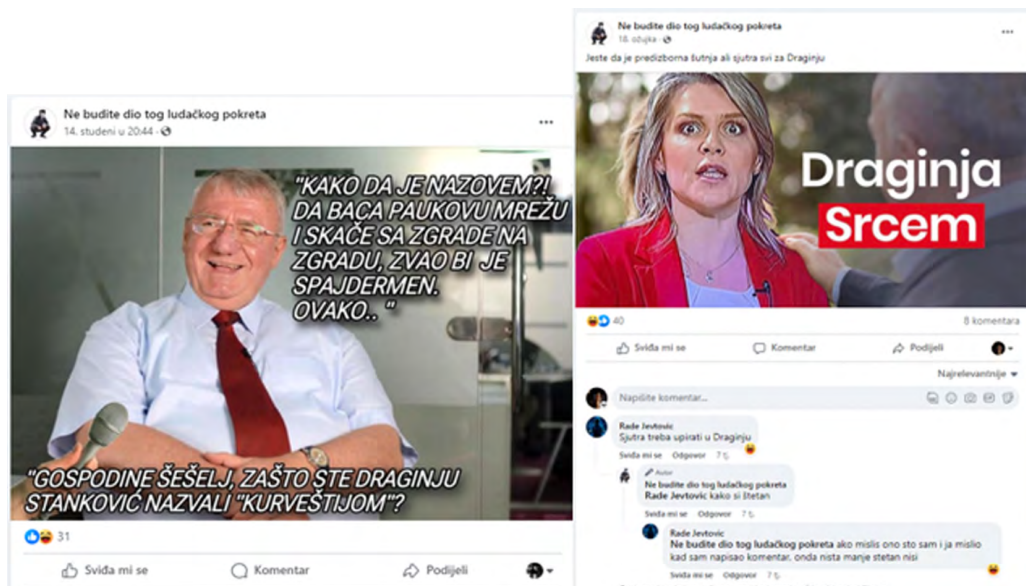 Ne budite dio tog ludačkog pokreta
14. studeni u 20:44 ·
"KAKO DA JE NAZOVEM?!
DA BACA PAUKOVU MREŽU
I SKAČE SA ZGRADE NA
ZGRADU, ZVAO BI JE
SPAJDERMEN.
OVAKO.. "
"GOSPODINE ŠEŠELJ, ZAŠTO STE DRAGINJU
STANKOVIĆ NAZVALI "KURVEŠTIJOM"?
31
Sviđa mi se Komentar Podijeli
Ne budite dio tog ludačkog pokreta
18. ožujka ·
Jeste da je predizborna šutnja ali sjutra svi za Draginju
Draginja
Srcem
40 8 komentara
Sviđa mi se Komentar Podijeli
Najrelevantnije
Napišite komentar...
Rade Jevtovic
Sjutra treba upirati u Draginju
Sviđa mi se Odgovor 7 tj.
Autor
Ne budite dio tog ludačkog pokreta
Rade Jevtovic kako si štetan
Sviđa mi se Odgovor 7 tj.
Rade Jevtovic
Ne budite dio tog ludačkog pokreta ako mislis ono sto sam i ja mislio
kad sam napisao komentar, onda nista manje stetan nisi
Sviđa mi se Odgovor 7 tj.